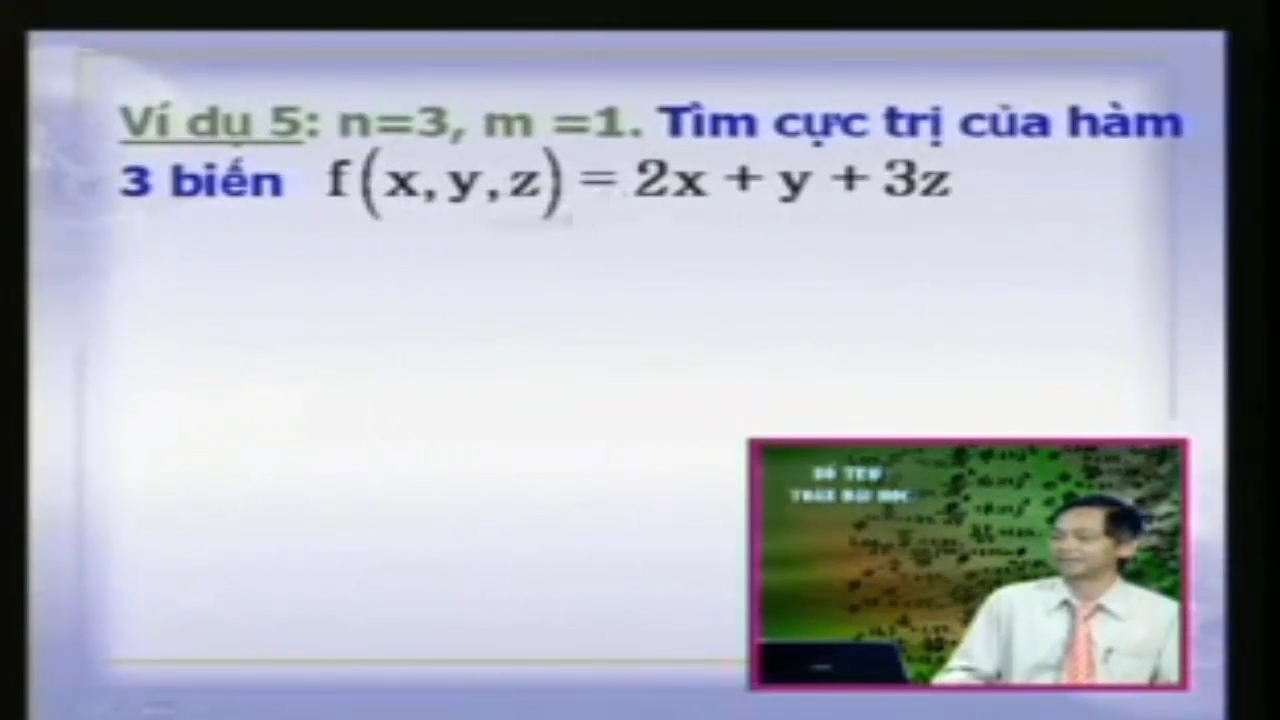 Ví dụ 5: n=3, m =1. Tìm cực trị của hàm
3 biến f(x,y,z) = 2x + y + 3z